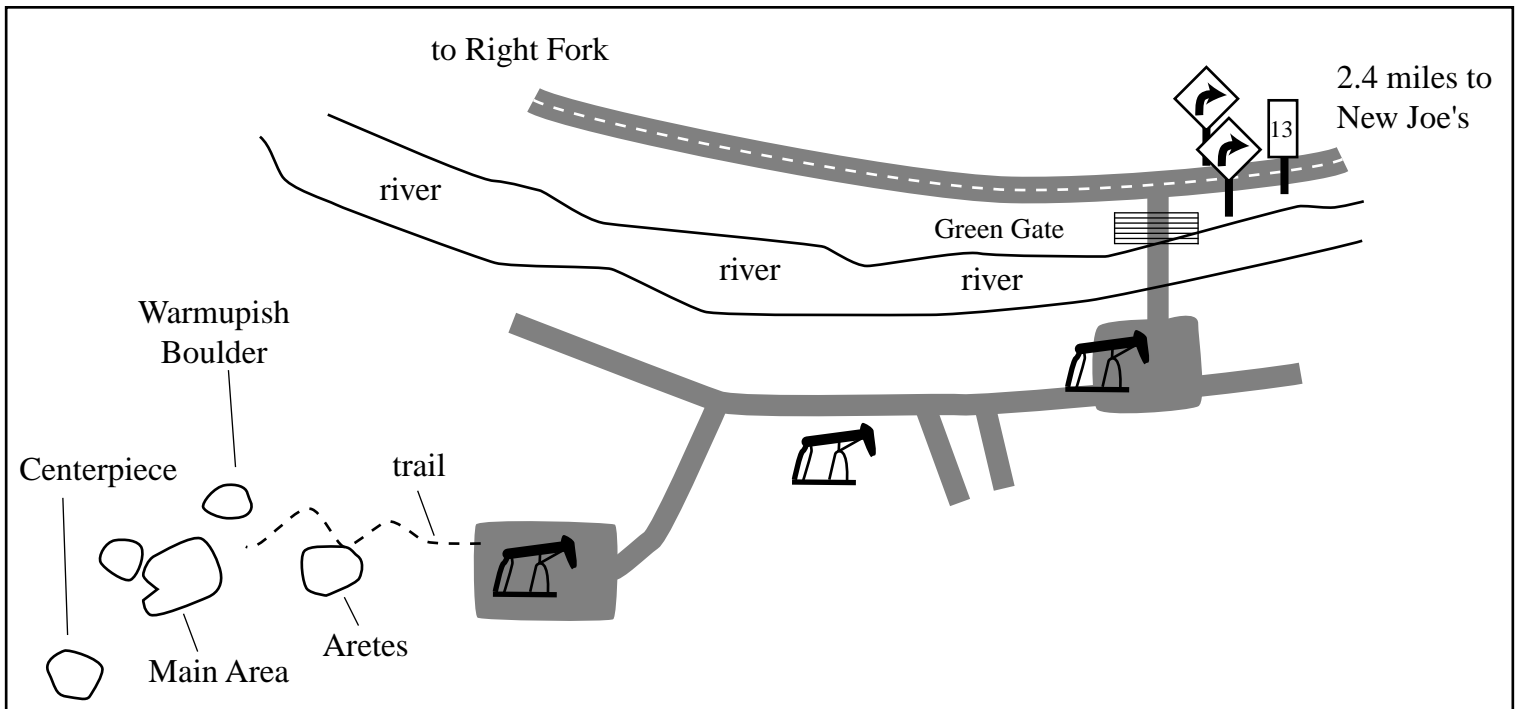 to Right Fork
2.4 miles to
New Joe's
13
river
Green Gate
river
river
Warmupish
Boulder
Centerpiece
trail
Aretes
Main Area